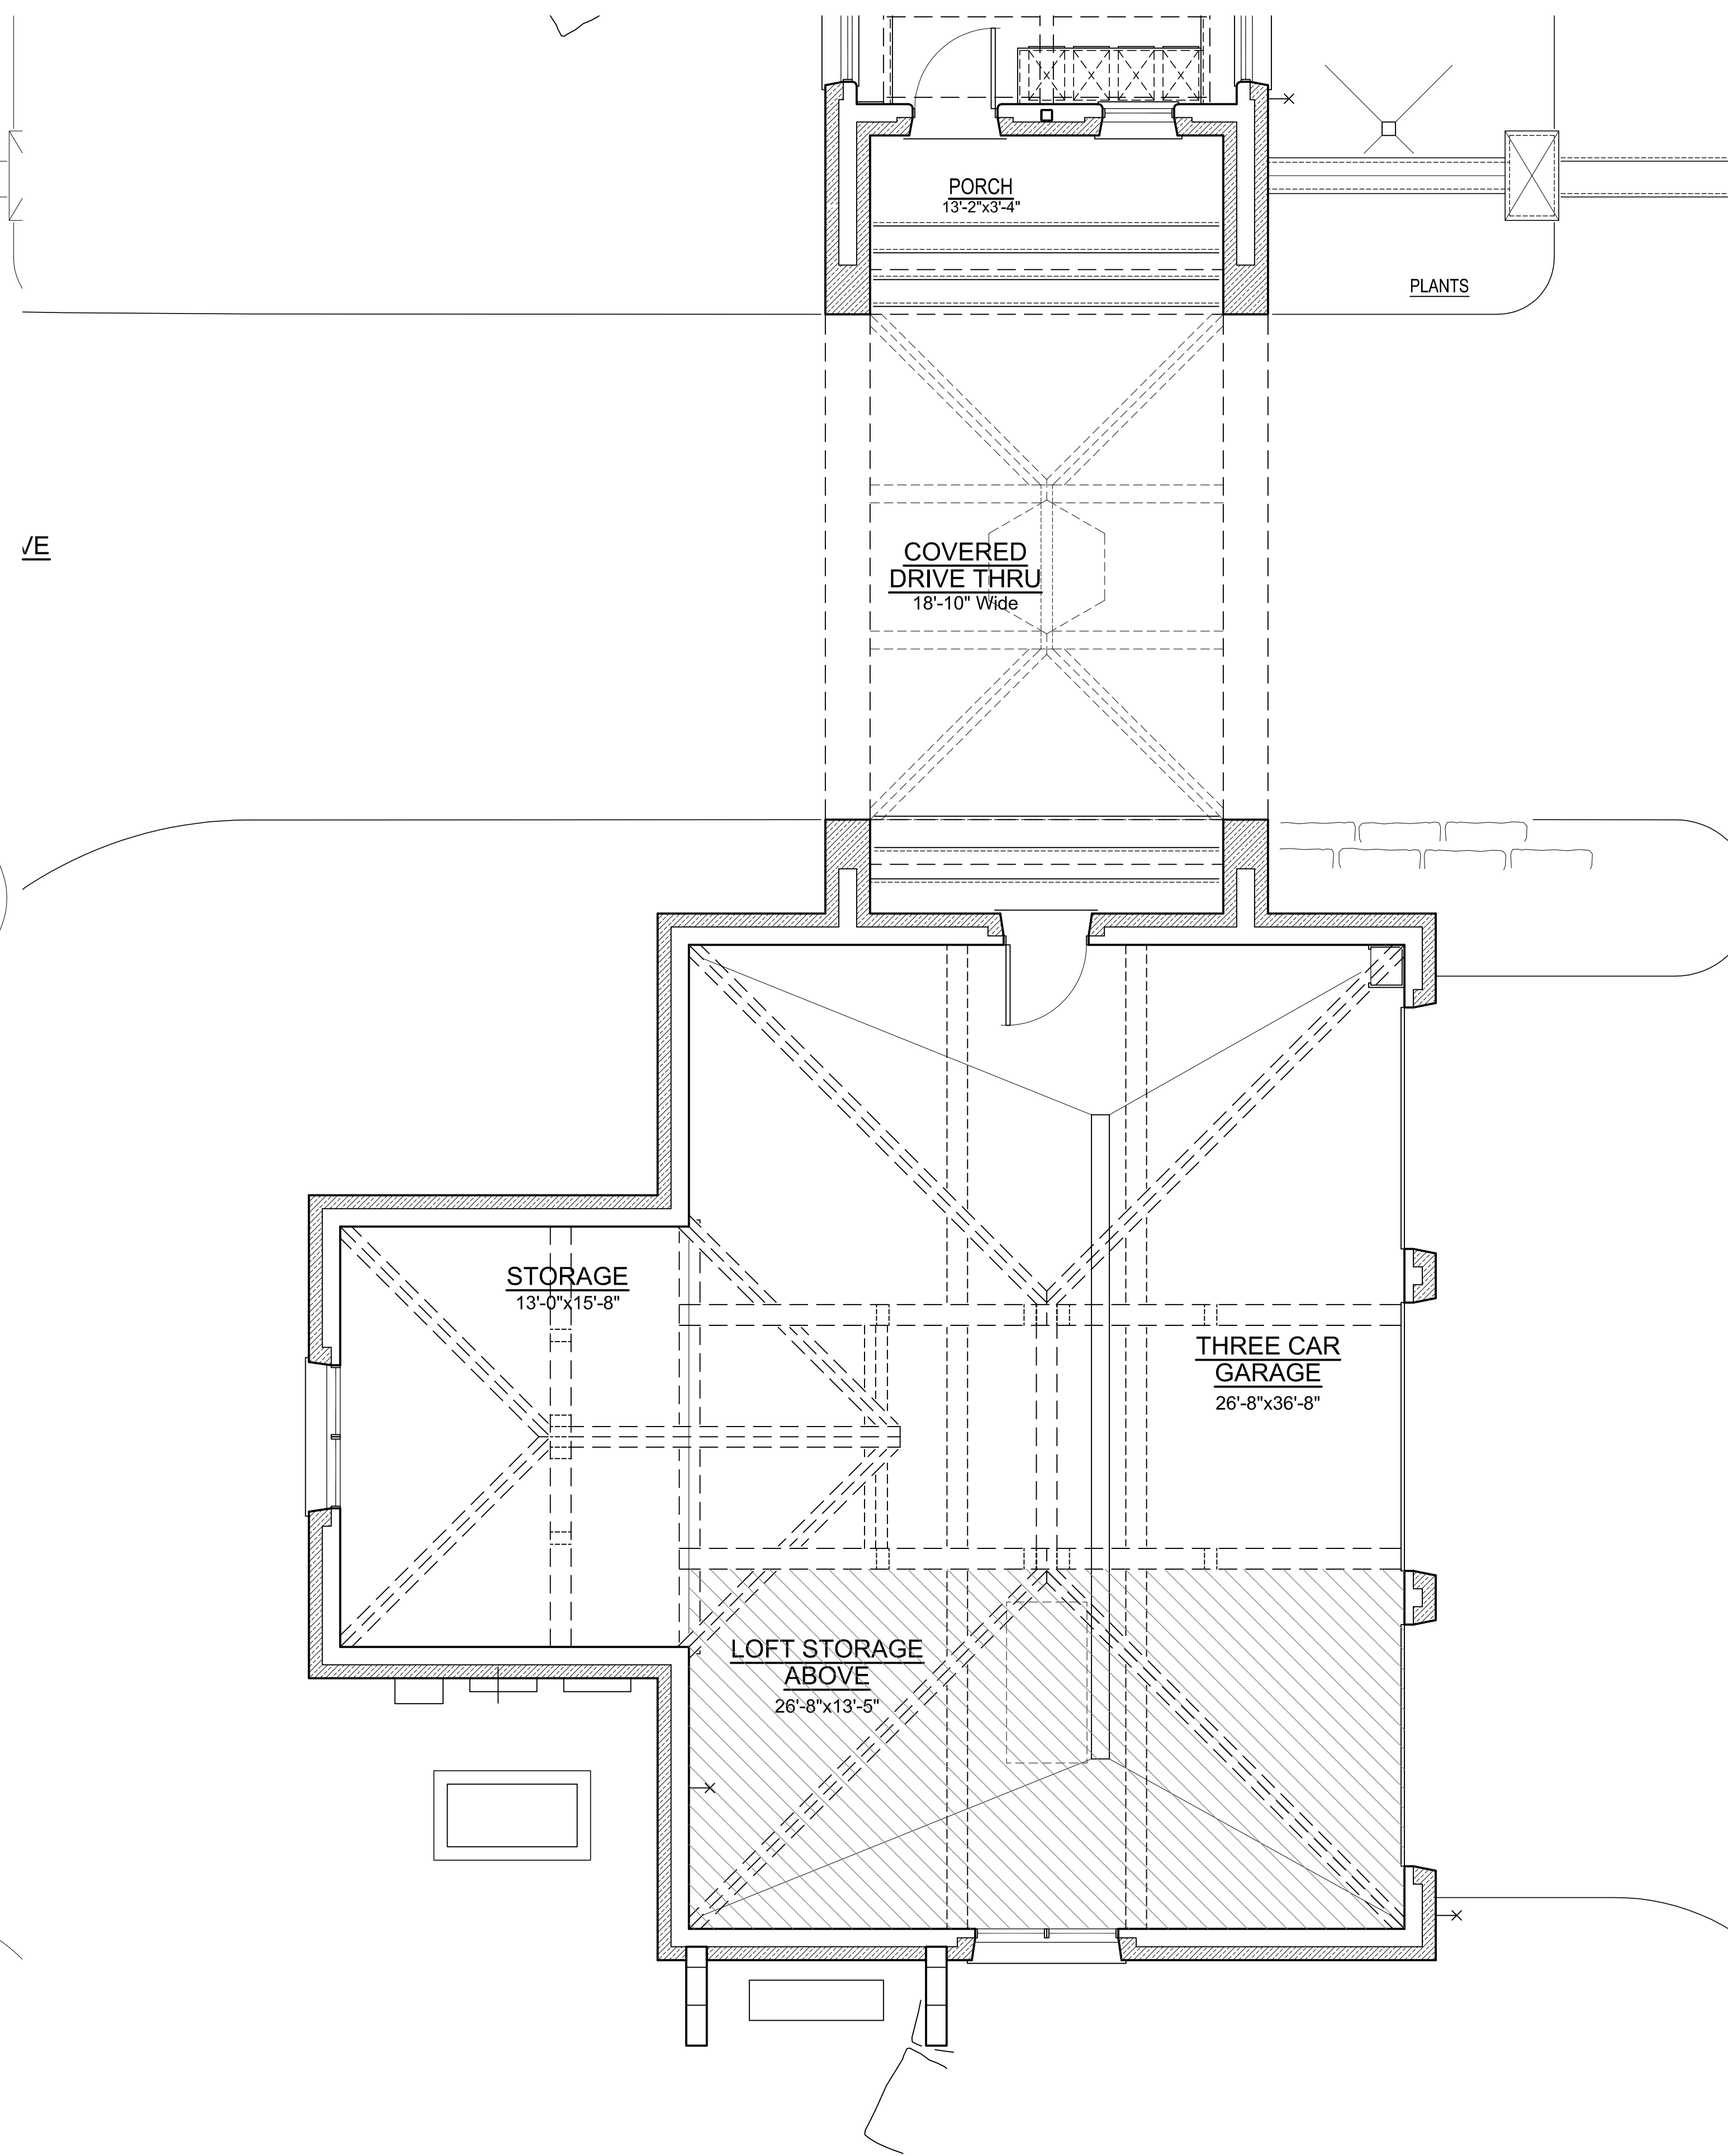 PORCH
13'-2"x3'-4"
PLANTS
COVERED
DRIVE THRU
18'-10" Wide
STORAGE
13'-0"x15'-8"
THREE CAR
GARAGE
26'-8"x36'-8"
LOFT STORAGE
ABOVE
26'-8"x13'-5"